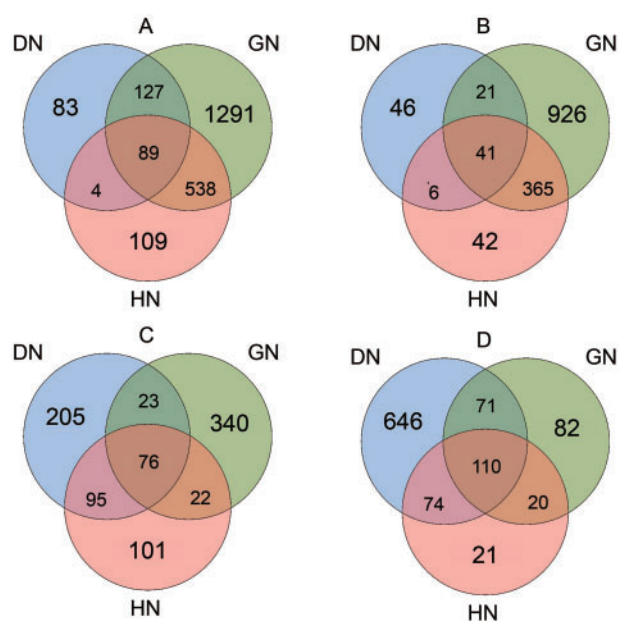 A B
DN GN DN GN
83 127 1291 46 21 926
89 41
4 538 6 365
109 42
HN HN
C D
DN GN DN GN
205 23 340 646 71 82
76 110
95 22 74 20
101 21
HN HN